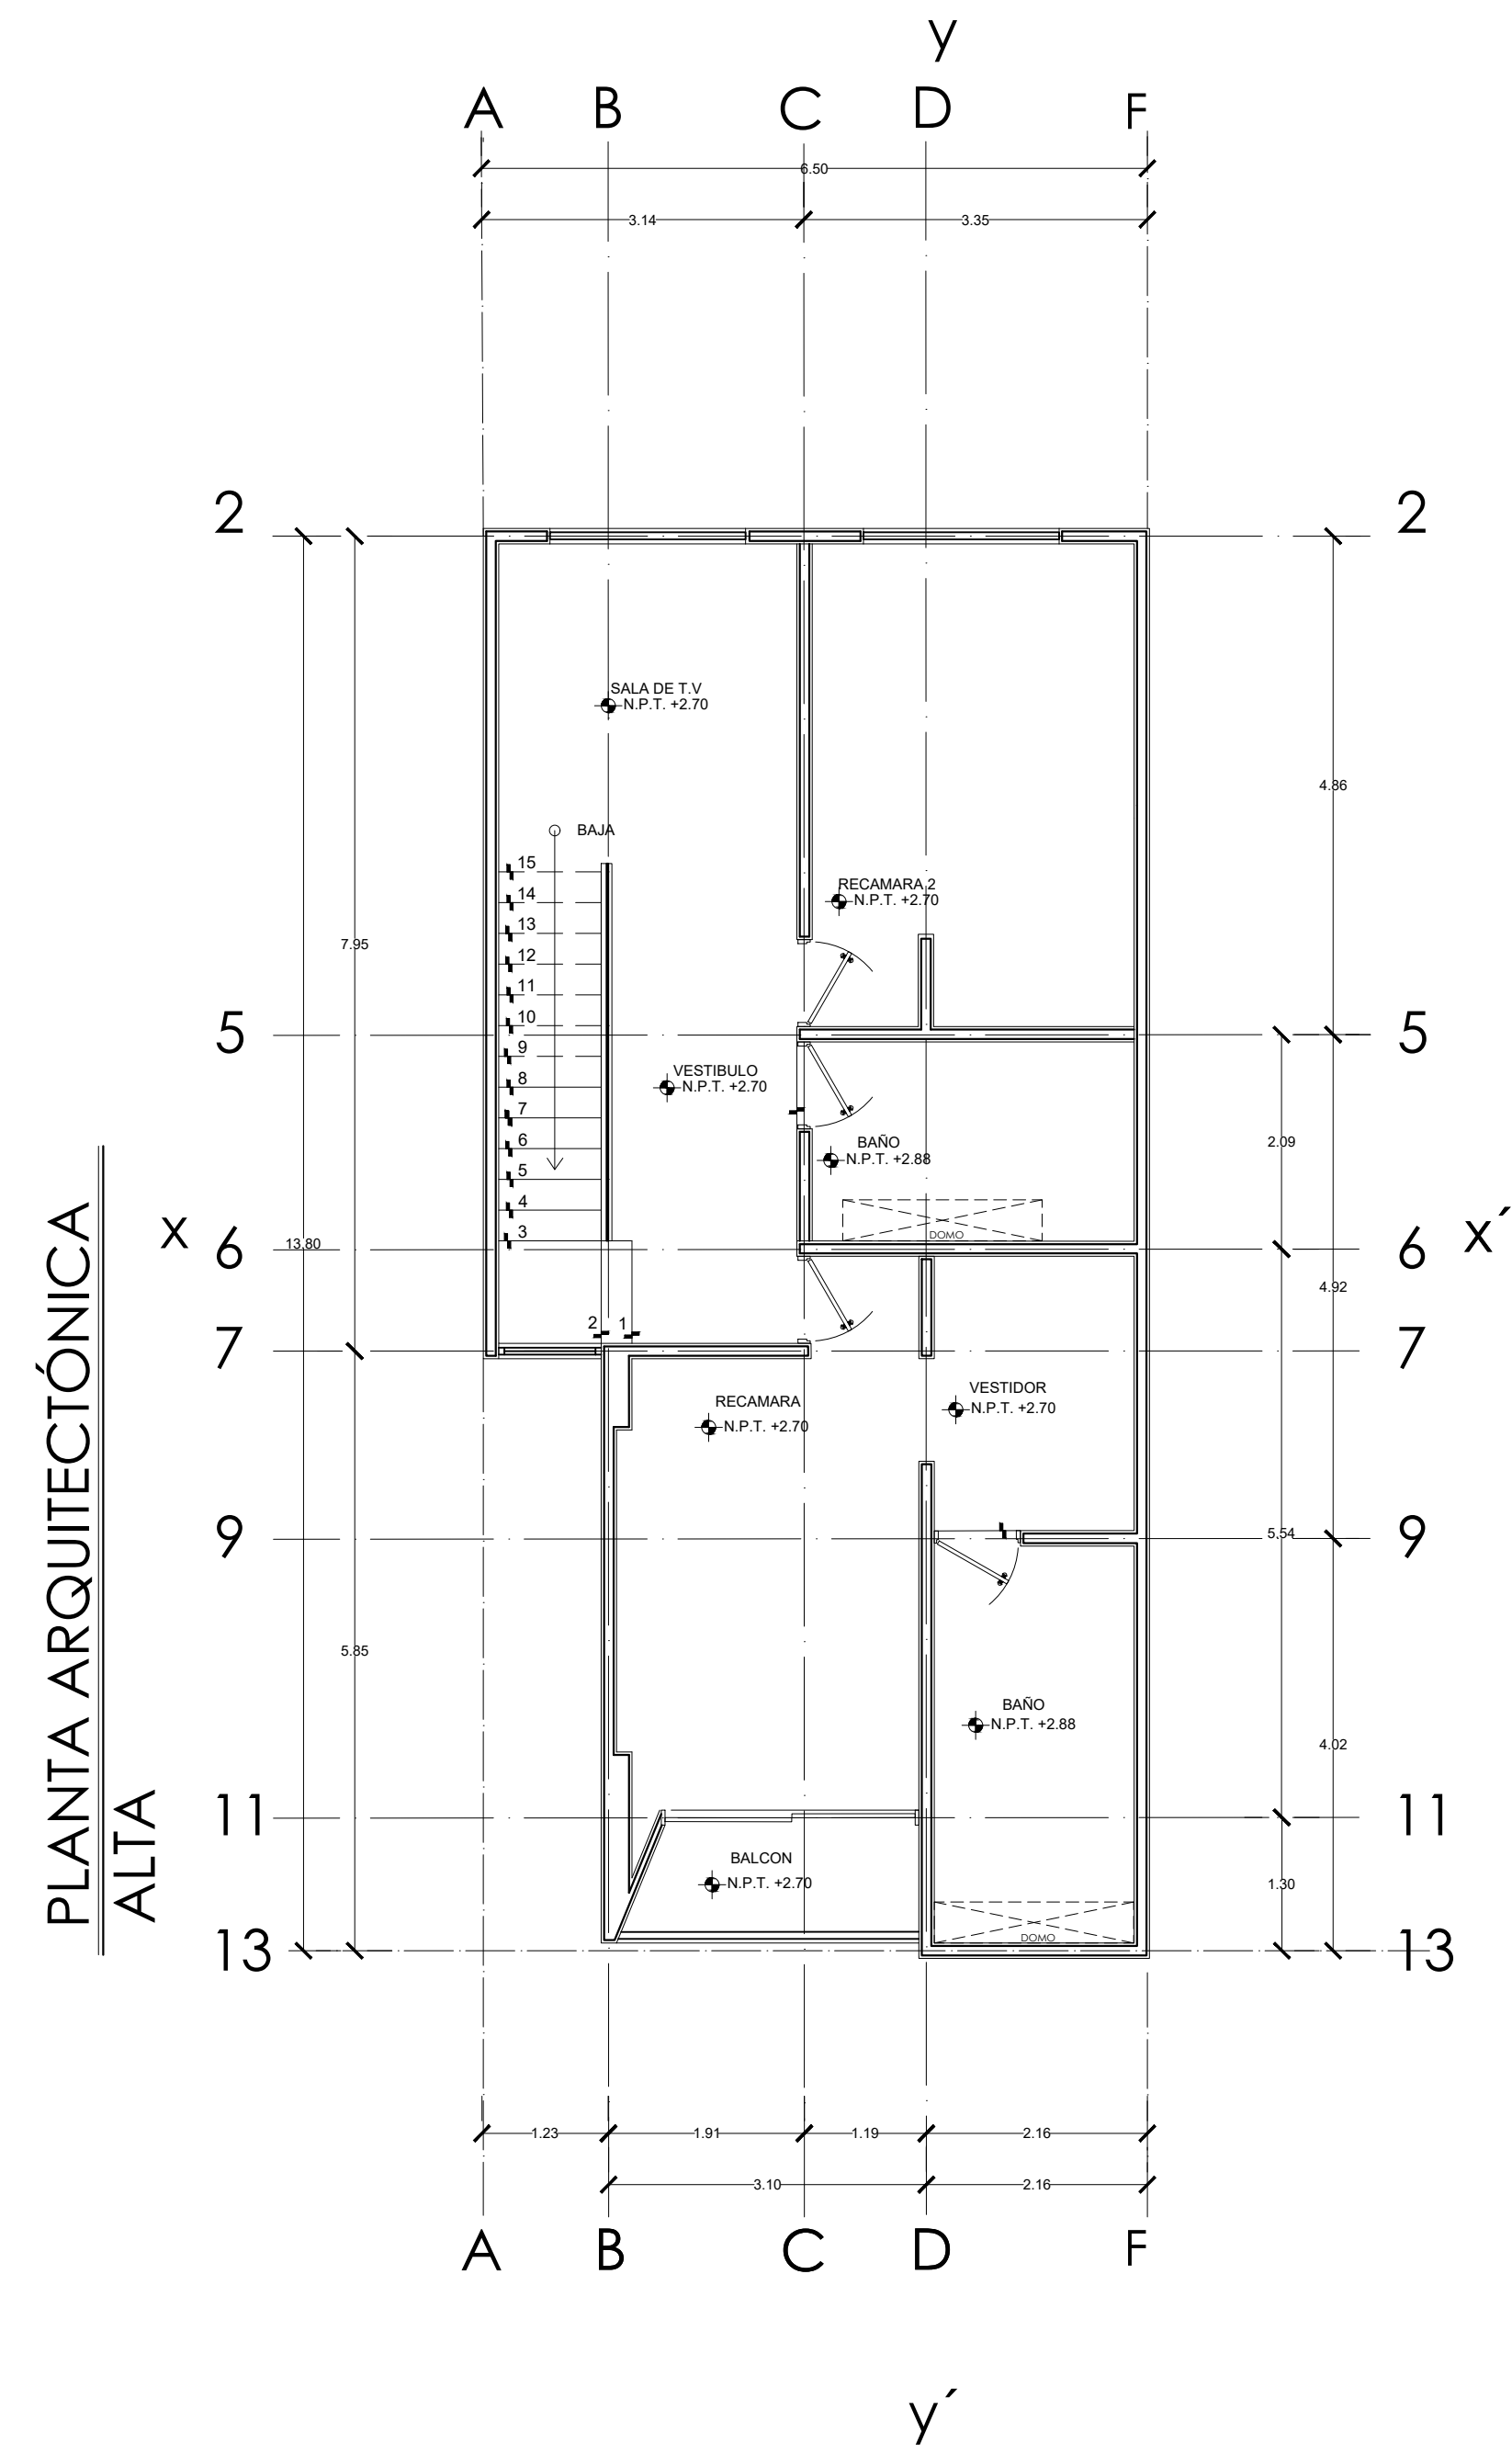 y
A B C D F
6.50
3.14 3.35
2 2
SALA DE T.V
N.P.T. +2.70
4.86
BAJA
15
14
13
12
11
10
9
8
7
6
5
4
3
2 1
RECAMARA 2
N.P.T. +2.70
7.95
5 5
VESTIBULO
N.P.T. +2.70
BAÑO
N.P.T. +2.88
2.09
DOMO
x 6 6 x´
13.80
4.92
7 7
RECAMARA
N.P.T. +2.70
VESTIDOR
N.P.T. +2.70
9 9
5.54
5.85
BAÑO
N.P.T. +2.88
4.02
11 11
BALCON
N.P.T. +2.70
1.30
DOMO
13 13
PLANTA ARQUITECTÓNICA
ALTA
1.23 1.91 1.19 2.16
3.10 2.16
A B C D F
y´